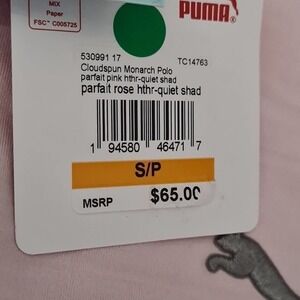 MIX
Paper
FSC™ C005725
PUMA
530991 17 TC14763
Cloudspun Monarch Polo
parfait pink hthr-quiet shad
parfait rose hthr-quiet shad
1 94580 46471 7
S/P
MSRP $65.00